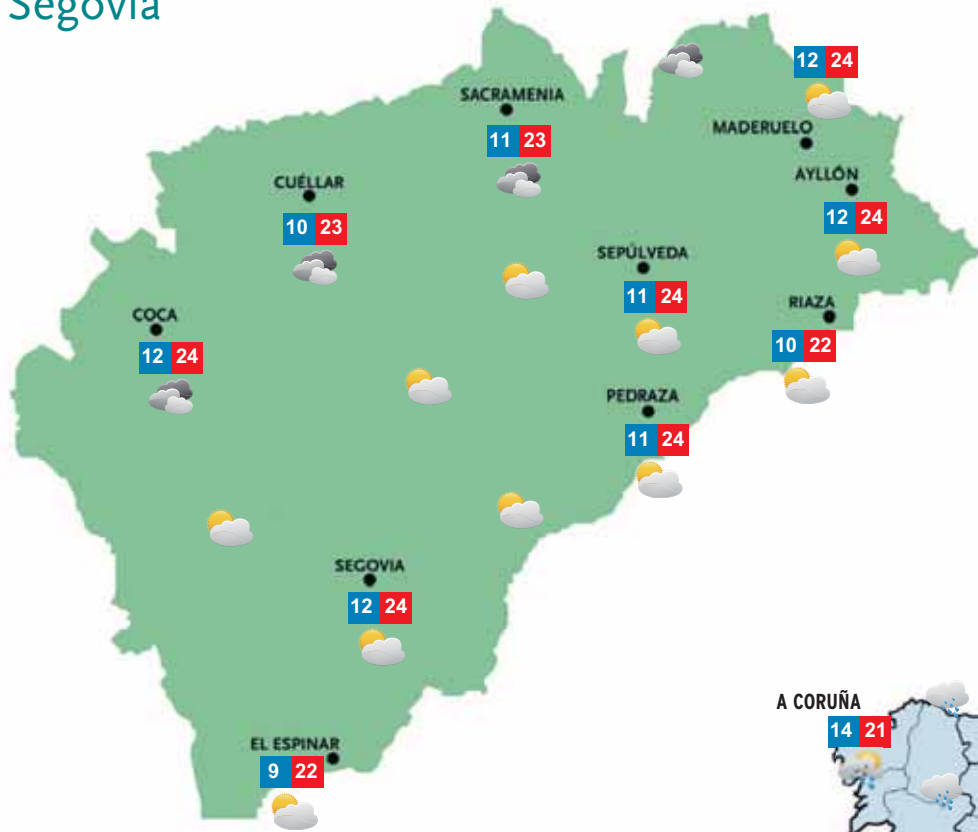 Segovia
12 24
SACRAMENIA
11 23
MADERUELO
CUÉLLAR
10 23
AYLLÓN
12 24
SEPÚLVEDA
11 24
COCA
12 24
RIAZA
10 22
PEDRAZA
11 24
SEGOVIA
12 24
A CORUÑA
14 21
EL ESPINAR
9 22